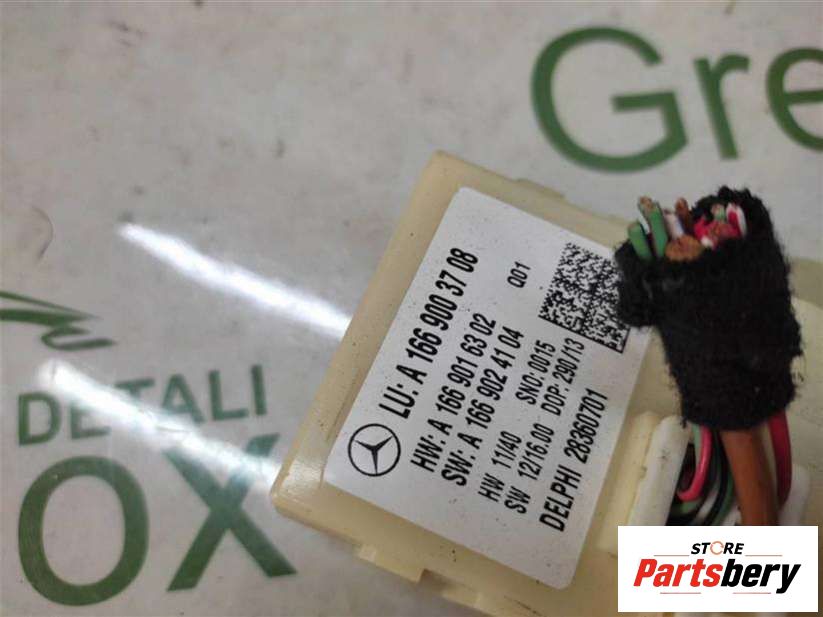 Gre
DETALI
OX
LU: A 166 900 37 08
HW: A 166 901 63 02
SW: A 166 902 41 04
Q01
HW 11/40 SNO: 0015
SW 12/16.00 DOP: 290/13
DELPHI 28360701
STORE
Partsbery